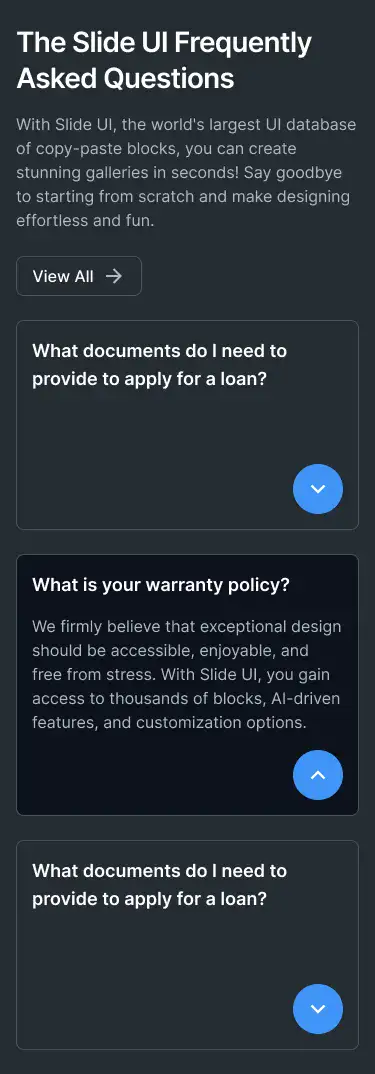 The Slide UI Frequently
Asked Questions
With Slide UI, the world's largest UI database
of copy-paste blocks, you can create
stunning galleries in seconds! Say goodbye
to starting from scratch and make designing
effortless and fun.
View All
What documents do I need to
provide to apply for a loan?
What is your warranty policy?
We firmly believe that exceptional design
should be accessible, enjoyable, and
free from stress. With Slide UI, you gain
access to thousands of blocks, AI-driven
features, and customization options.
What documents do I need to
provide to apply for a loan?